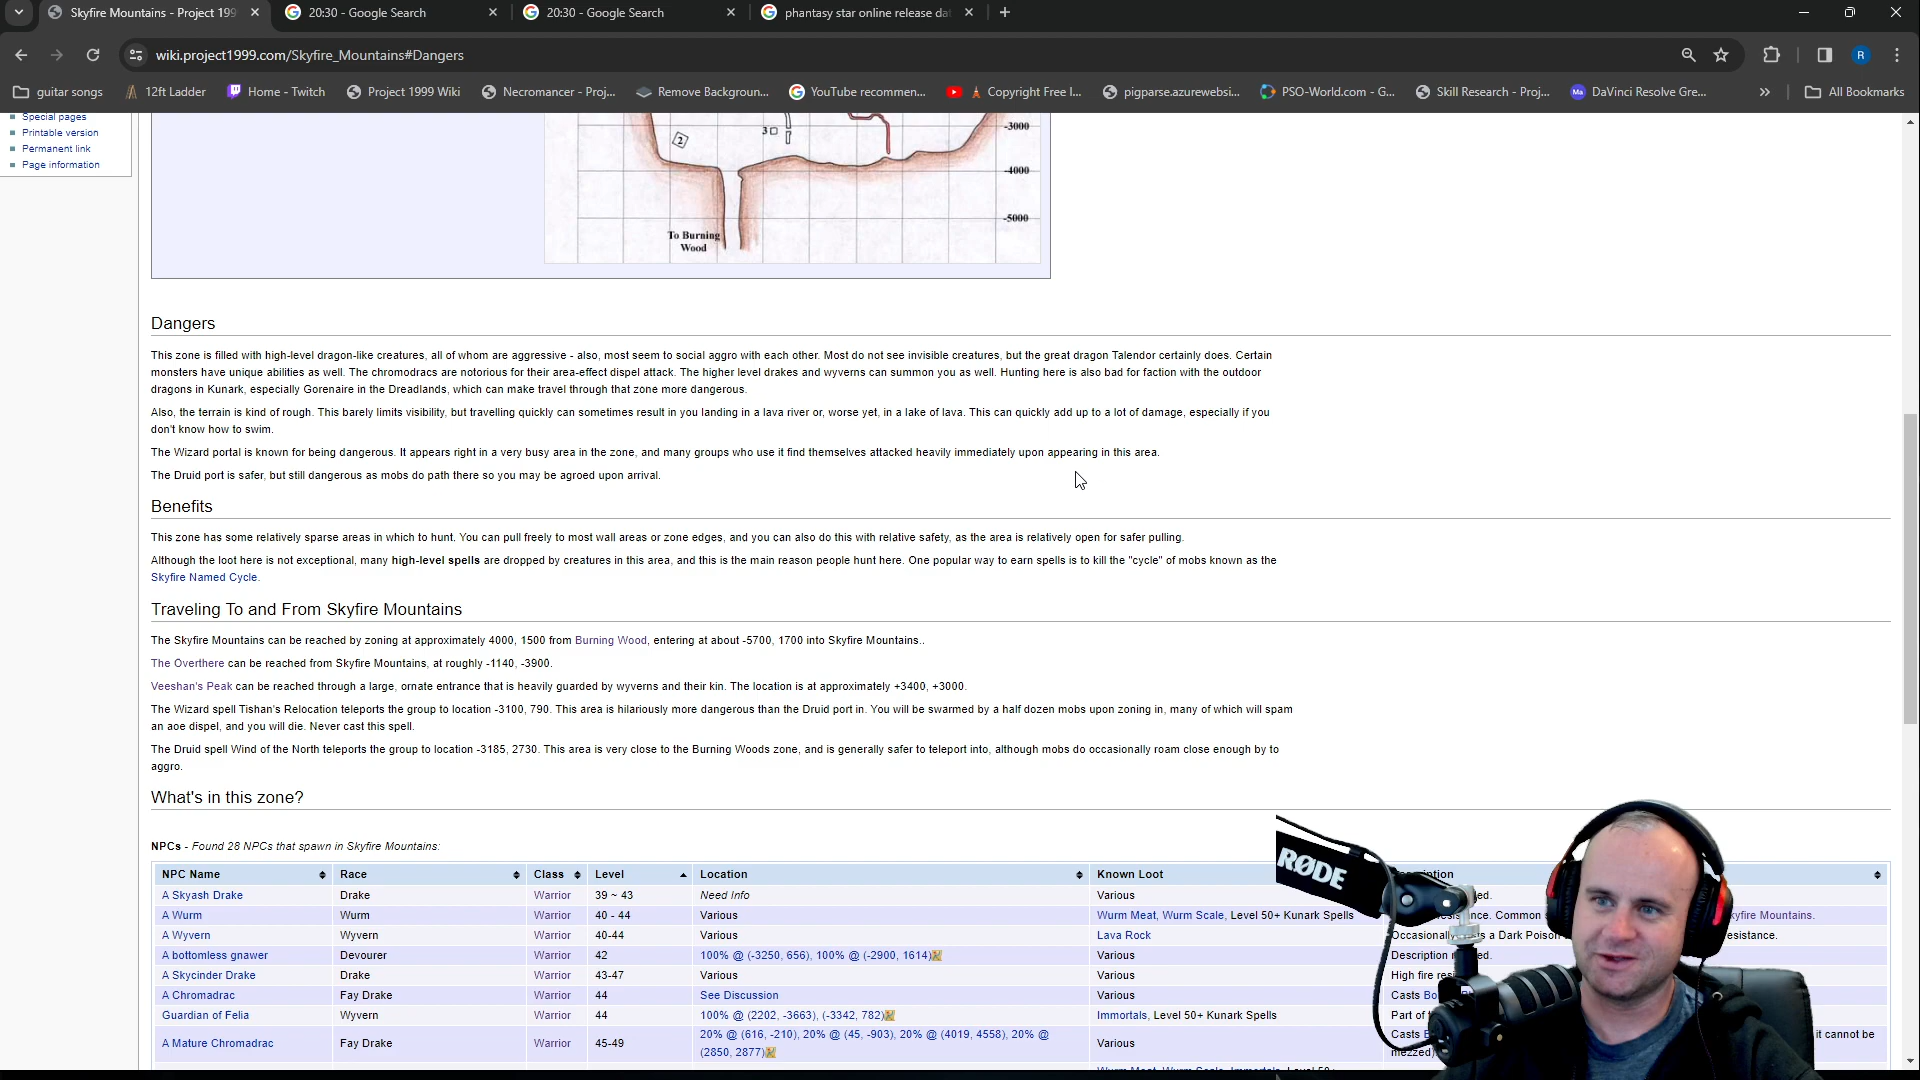 Skyfire Mountains - Project 199
20:30 - Google Search
20:30 - Google Search
phantasy star online release da
wiki.project1999.com/Skyfire_Mountains#Dangers
R
guitar songs
12ft Ladder
Home - Twitch
Project 1999 Wiki
Necromancer - Proj...
Remove Backgroun...
YouTube recommen...
Copyright Free I...
pigparse.azurewebsi...
PSO-World.com - G...
Skill Research - Proj...
Ma
DaVinci Resolve Gre...
All Bookmarks
Special pages
Printable version
Permanent link
Page information
2
3
-3000
-4000
-5000
To Burning
Wood
Dangers
This zone is filled with high-level dragon-like creatures, all of whom are aggressive - also, most seem to social aggro with each other. Most do not see invisible creatures, but the great dragon Talendor certainly does. Certain
monsters have unique abilities as well. The chromodracs are notorious for their area-effect dispel attack. The higher level drakes and wyverns can summon you as well. Hunting here is also bad for faction with the outdoor
dragons in Kunark, especially Gorenaire in the Dreadlands, which can make travel through that zone more dangerous.
Also, the terrain is kind of rough. This barely limits visibility, but travelling quickly can sometimes result in you landing in a lava river or, worse yet, in a lake of lava. This can quickly add up to a lot of damage, especially if you
don't know how to swim.
The Wizard portal is known for being dangerous. It appears right in a very busy area in the zone, and many groups who use it find themselves attacked heavily immediately upon appearing in this area.
The Druid port is safer, but still dangerous as mobs do path there so you may be agroed upon arrival.
Benefits
This zone has some relatively sparse areas in which to hunt. You can pull freely to most wall areas or zone edges, and you can also do this with relative safety, as the area is relatively open for safer pulling.
Although the loot here is not exceptional, many high-level spells are dropped by creatures in this area, and this is the main reason people hunt here. One popular way to earn spells is to kill the "cycle" of mobs known as the
Skyfire Named Cycle.
Traveling To and From Skyfire Mountains
The Skyfire Mountains can be reached by zoning at approximately 4000, 1500 from Burning Wood, entering at about -5700, 1700 into Skyfire Mountains..
The Overthere can be reached from Skyfire Mountains, at roughly -1140, -3900.
Veeshan's Peak can be reached through a large, ornate entrance that is heavily guarded by wyverns and their kin. The location is at approximately +3400, +3000.
The Wizard spell Tishan's Relocation teleports the group to location -3100, 790. This area is hilariously more dangerous than the Druid port in. You will be swarmed by a half dozen mobs upon zoning in, many of which will spam
an aoe dispel, and you will die. Never cast this spell.
The Druid spell Wind of the North teleports the group to location -3185, 2730. This area is very close to the Burning Woods zone, and is generally safer to teleport into, although mobs do occasionally roam close enough by to
aggro.
What's in this zone?
NPCs - Found 28 NPCs that spawn in Skyfire Mountains:
NPC Name Race Class Level Location Known Loot
A Skyash Drake Drake Warrior 39 ~ 43 Need Info Various
A Wurm Wurm Warrior 40 - 44 Various Wurm Meat, Wurm Scale, Level 50+ Kunark Spells Common kyfire Mountains.
A Wyvern Wyvern Warrior 40-44 Various Lava Rock Occasionally a Dark Poison esistance.
A bottomless gnawer Devourer Warrior 42 100% @ (-3250, 656), 100% @ (-2900, 1614) Various Description
A Skycinder Drake Drake Warrior 43-47 Various Various High fire resi
A Chromadrac Fay Drake Warrior 44 See Discussion Various Casts Bo
Guardian of Felia Wyvern Warrior 44 100% @ (2202, -3663), (-3342, 782) Immortals, Level 50+ Kunark Spells Part of
A Mature Chromadrac Fay Drake Warrior 45-49 20% @ (616, -210), 20% @ (45, -903), 20% @ (4019, 4558), 20% @ (2850, 2877) Various Casts it cannot be
mezzed)
RØDE